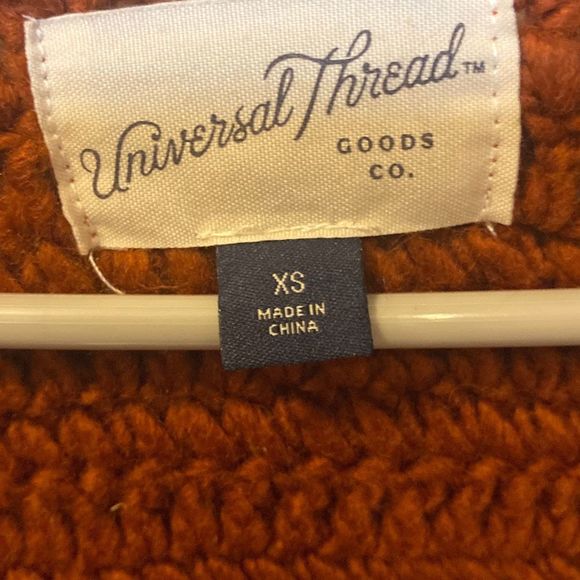 Universal Thread™
GOODS
CO.
XS
MADE IN
CHINA